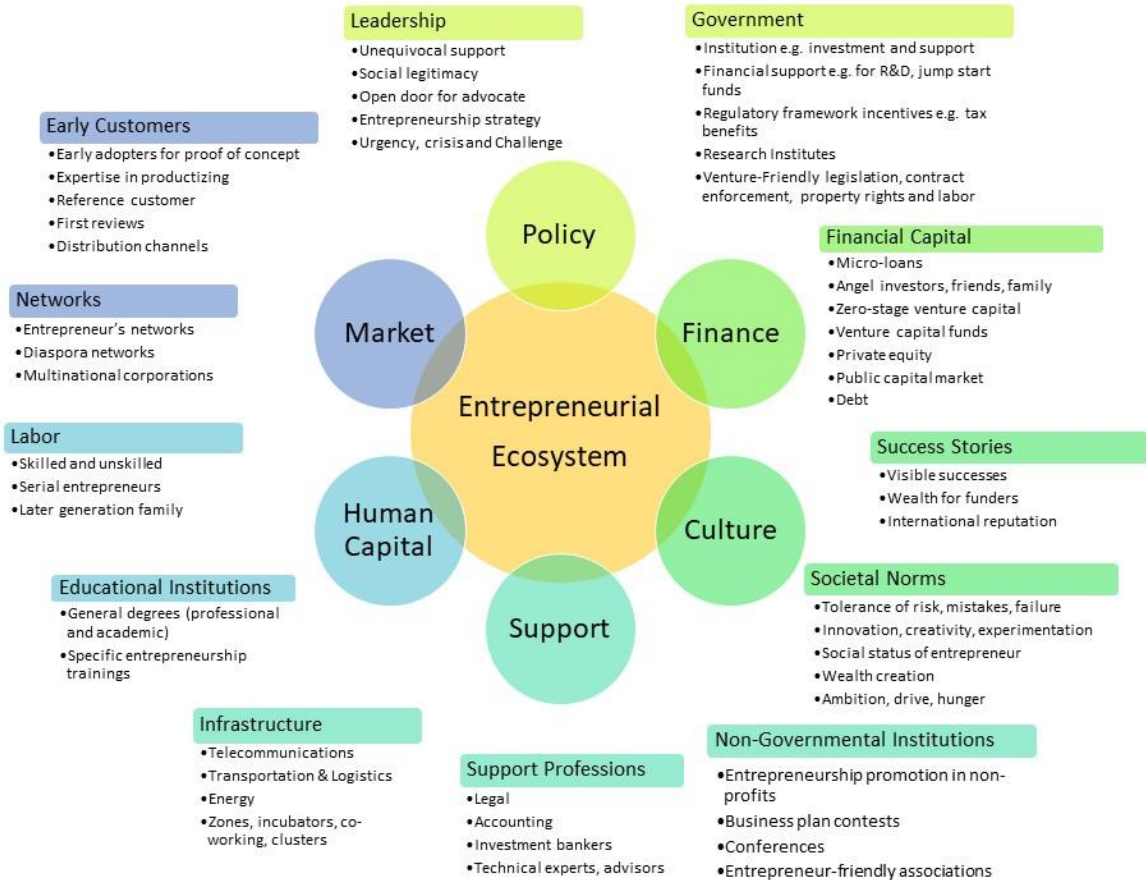 Leadership
•Unequivocal support
•Social legitimacy
•Open door for advocate
•Entrepreneurship strategy
•Urgency, crisis and Challenge
Government
•Institution e.g. investment and support
•Financial support e.g. for R&D, jump start
funds
•Regulatory framework incentives e.g. tax
benefits
•Research Institutes
•Venture-Friendly legislation, contract
enforcement, property rights and labor
Early Customers
•Early adopters for proof of concept
•Expertise in productizing
•Reference customer
•First reviews
•Distribution channels
Policy
Financial Capital
•Micro-loans
•Angel investors, friends, family
•Zero-stage venture capital
•Venture capital funds
•Private equity
•Public capital market
•Debt
Networks
•Entrepreneur's networks
•Diaspora networks
•Multinational corporations
Market
Finance
Entrepreneurial
Ecosystem
Labor
•Skilled and unskilled
•Serial entrepreneurs
•Later generation family
Success Stories
•Visible successes
•Wealth for funders
•International reputation
Human
Capital
Culture
Educational Institutions
•General degrees (professional
and academic)
•Specific entrepreneurship
trainings
Support
Societal Norms
•Tolerance of risk, mistakes, failure
•Innovation, creativity, experimentation
•Social status of entrepreneur
•Wealth creation
•Ambition, drive, hunger
Infrastructure
•Telecommunications
•Transportation & Logistics
•Energy
•Zones, incubators, co-
working, clusters
Support Professions
•Legal
•Accounting
•Investment bankers
•Technical experts, advisors
Non-Governmental Institutions
•Entrepreneurship promotion in non-
profits
•Business plan contests
•Conferences
•Entrepreneur-friendly associations